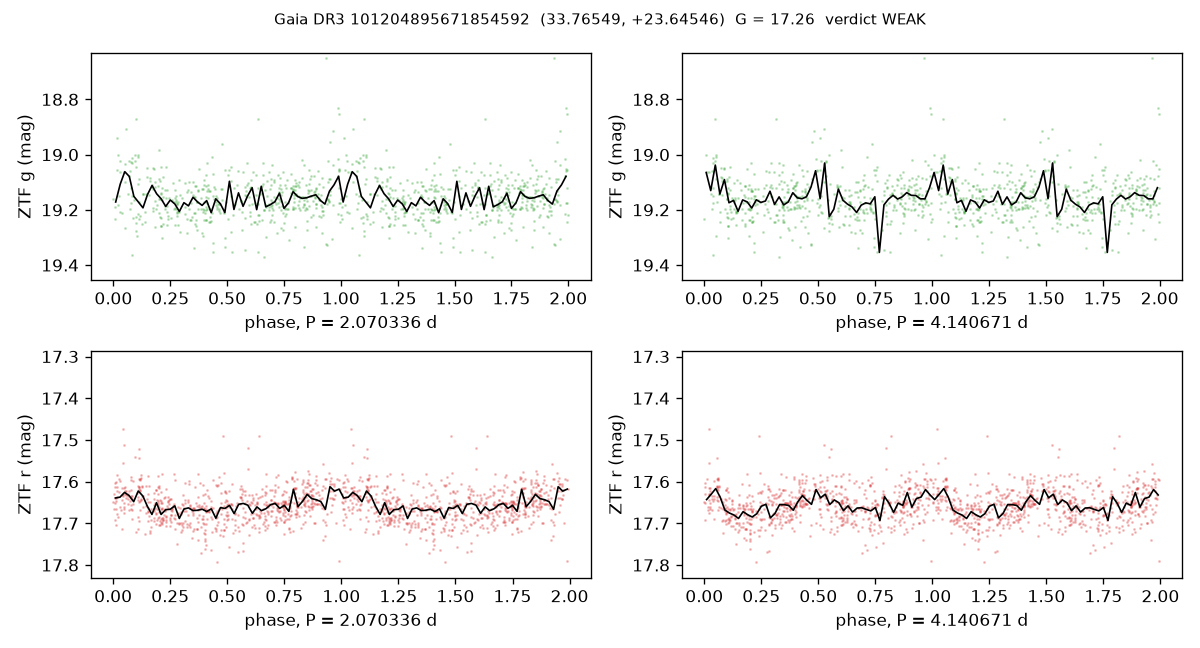 Gaia DR3 101204895671854592 (33.76549, +23.64546) G = 17.26 verdict WEAK
ZTF g (mag)
18.8
19.0
19.2
19.4
0.00 0.25 0.50 0.75 1.00 1.25 1.50 1.75 2.00
phase, P = 2.070336 d
ZTF g (mag)
18.8
19.0
19.2
19.4
0.00 0.25 0.50 0.75 1.00 1.25 1.50 1.75 2.00
phase, P = 4.140671 d
ZTF r (mag)
17.3
17.4
17.5
17.6
17.7
17.8
0.00 0.25 0.50 0.75 1.00 1.25 1.50 1.75 2.00
phase, P = 2.070336 d
ZTF r (mag)
17.3
17.4
17.5
17.6
17.7
17.8
0.00 0.25 0.50 0.75 1.00 1.25 1.50 1.75 2.00
phase, P = 4.140671 d